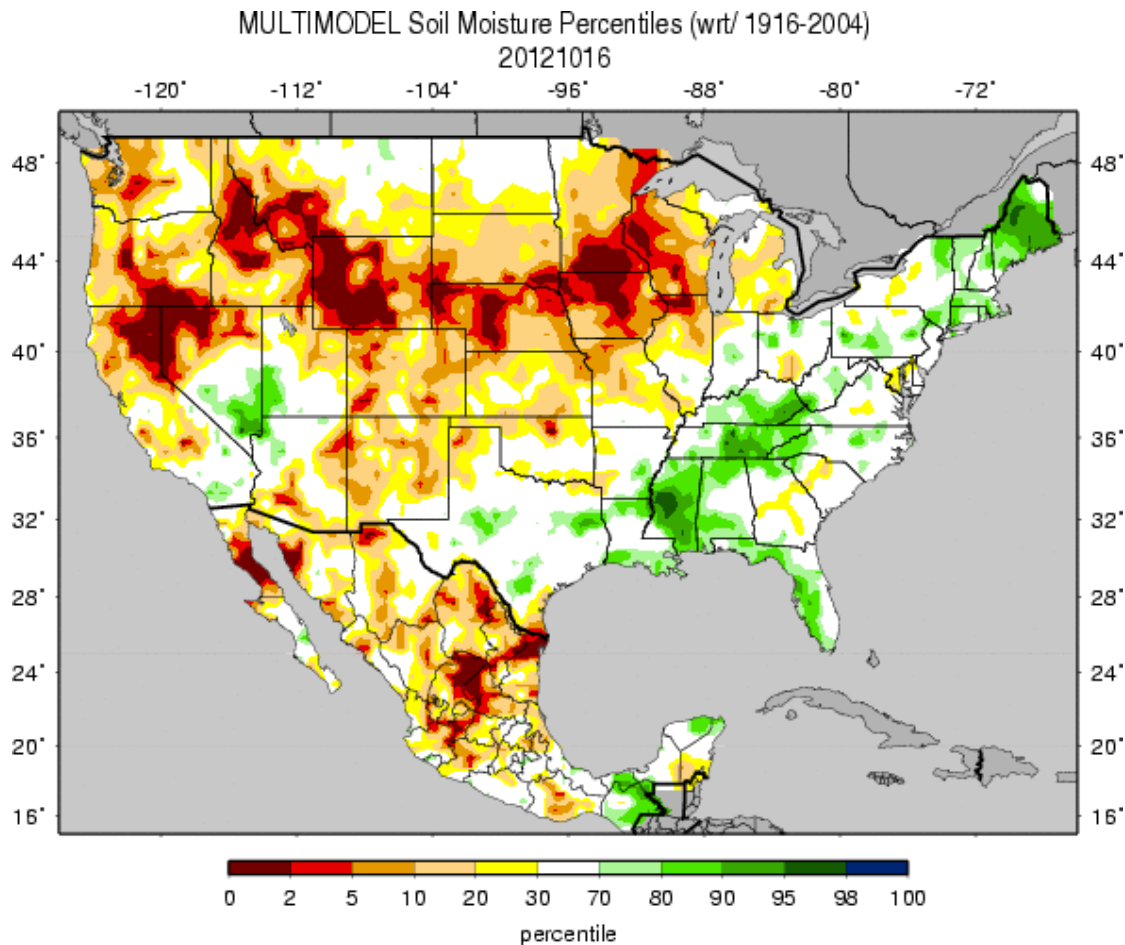 MULTIMODEL Soil Moisture Percentiles (wrt/ 1916-2004)
20121016
-120° -112° -104° -96° -88° -80° -72°
48° 48°
44° 44°
40° 40°
36° 36°
32° 32°
28° 28°
24° 24°
20° 20°
16° 16°
0 2 5 10 20 30 70 80 90 95 98 100
percentile